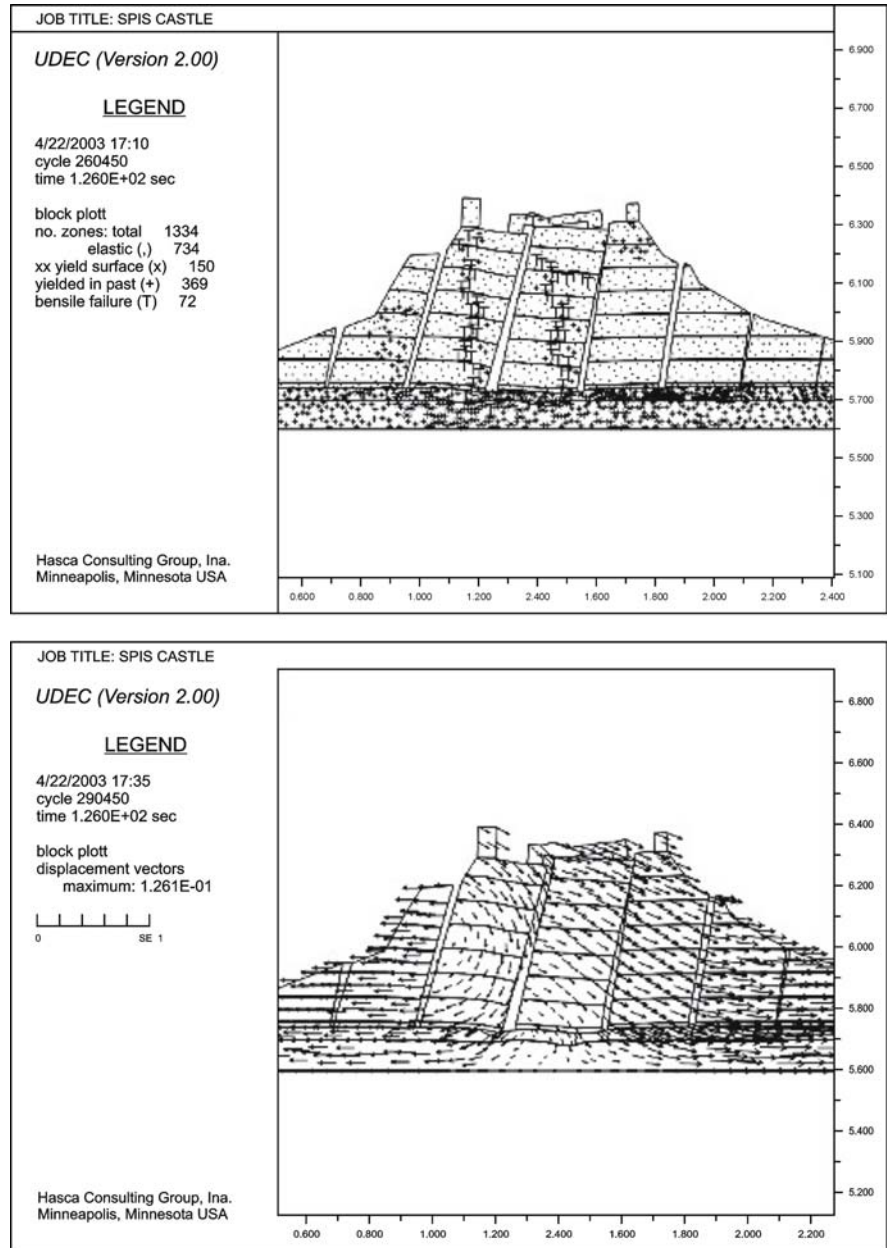 JOB TITLE: SPIS CASTLE
UDEC (Version 2.00)
LEGEND
4/22/2003 17:10
cycle 260450
time 1.260E+02 sec
block plott
no. zones: total 1334
elastic (,) 734
xx yield surface (x) 150
yielded in past (+) 369
bensile failure (T) 72
Hasca Consulting Group, Ina.
Minneapolis, Minnesota USA
6.900
6.700
6.500
6.300
6.100
5.900
5.700
5.500
5.300
5.100
0.600 0.800 1.000 1.200 2.400 1.600 1.800 2.000 2.200 2.400
JOB TITLE: SPIS CASTLE
UDEC (Version 2.00)
LEGEND
4/22/2003 17:35
cycle 290450
time 1.260E+02 sec
block plott
displacement vectors
maximum: 1.261E-01
0 SE 1
Hasca Consulting Group, Ina.
Minneapolis, Minnesota USA
6.800
6.600
6.400
6.200
6.000
5.800
5.600
5.400
5.200
0.600 0.800 1.000 1.200 2.400 1.600 1.800 2.000 2.200